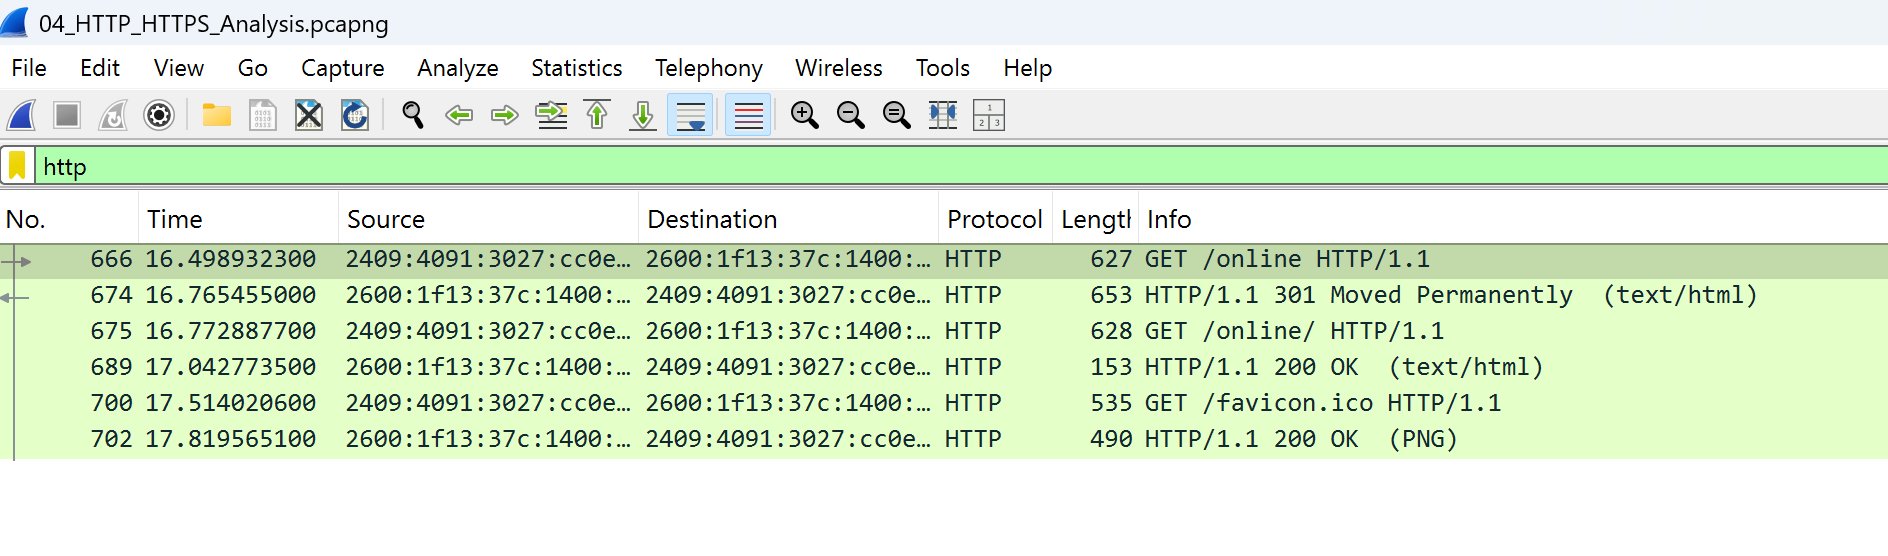 04_HTTP_HTTPS_Analysis.pcapng
File Edit View Go Capture Analyze Statistics Telephony Wireless Tools Help
http
No. Time Source Destination Protocol Length Info
666 16.498932300 2409:4091:3027:cc0e… 2600:1f13:37c:1400:… HTTP 627 GET /online HTTP/1.1
674 16.765455000 2600:1f13:37c:1400:… 2409:4091:3027:cc0e… HTTP 653 HTTP/1.1 301 Moved Permanently (text/html)
675 16.772887700 2409:4091:3027:cc0e… 2600:1f13:37c:1400:… HTTP 628 GET /online/ HTTP/1.1
689 17.042773500 2600:1f13:37c:1400:… 2409:4091:3027:cc0e… HTTP 153 HTTP/1.1 200 OK (text/html)
700 17.514020600 2409:4091:3027:cc0e… 2600:1f13:37c:1400:… HTTP 535 GET /favicon.ico HTTP/1.1
702 17.819565100 2600:1f13:37c:1400:… 2409:4091:3027:cc0e… HTTP 490 HTTP/1.1 200 OK (PNG)